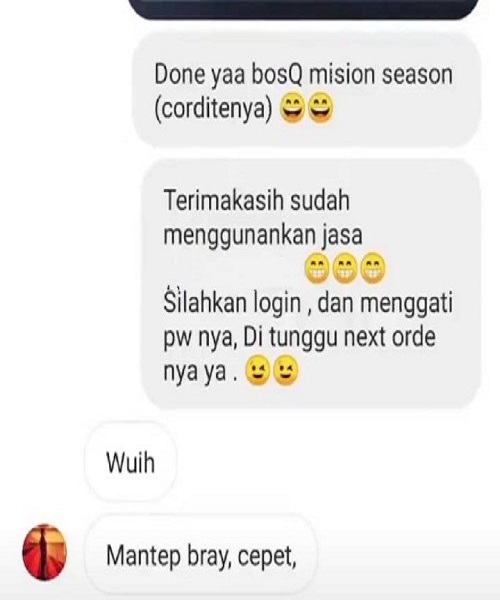 Done yaa bosQ mision season
(corditenya) 😄😄
Terimakasih sudah
menggunankan jasa
😁😁😁
Silahkan login , dan menggati
pw nya, Di tunggu next orde
nya ya . 😉😉
Wuih
Mantep bray, cepet,